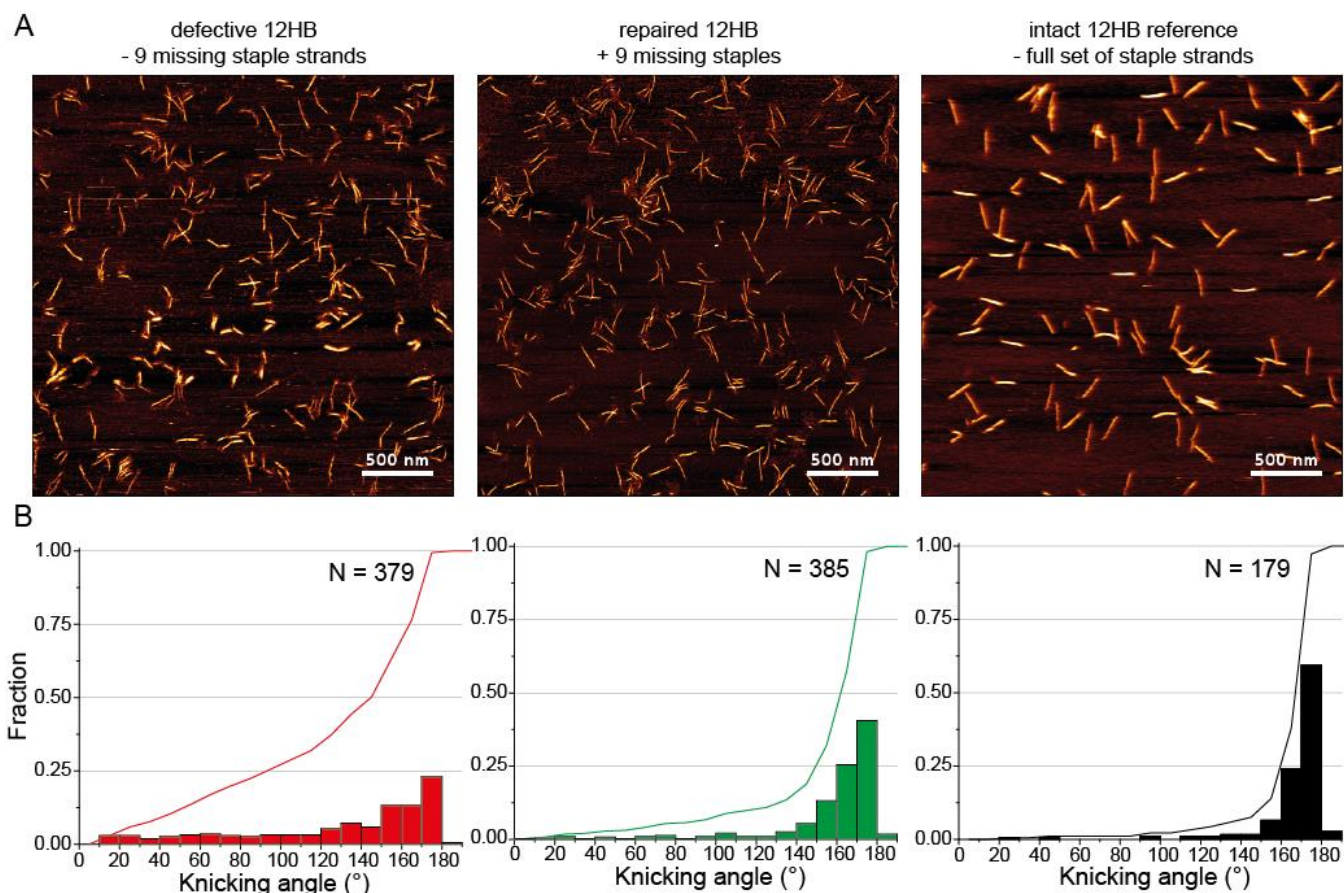 A
defective 12HB
- 9 missing staple strands
repaired 12HB
+ 9 missing staples
intact 12HB reference
- full set of staple strands
500 nm
500 nm
500 nm
B
Fraction
1.00
0.75
0.50
0.25
0.00
N = 379
20 40 60 80 100 120 140 160 180
Knicking angle (°)
1.00
0.75
0.50
0.25
0.00
N = 385
0 20 40 60 80 100 120 140 160 180
Knicking angle (°)
1.00
0.75
0.50
0.25
0.00
N = 179
0 20 40 60 80 100 120 140 160 180
Knicking angle (°)